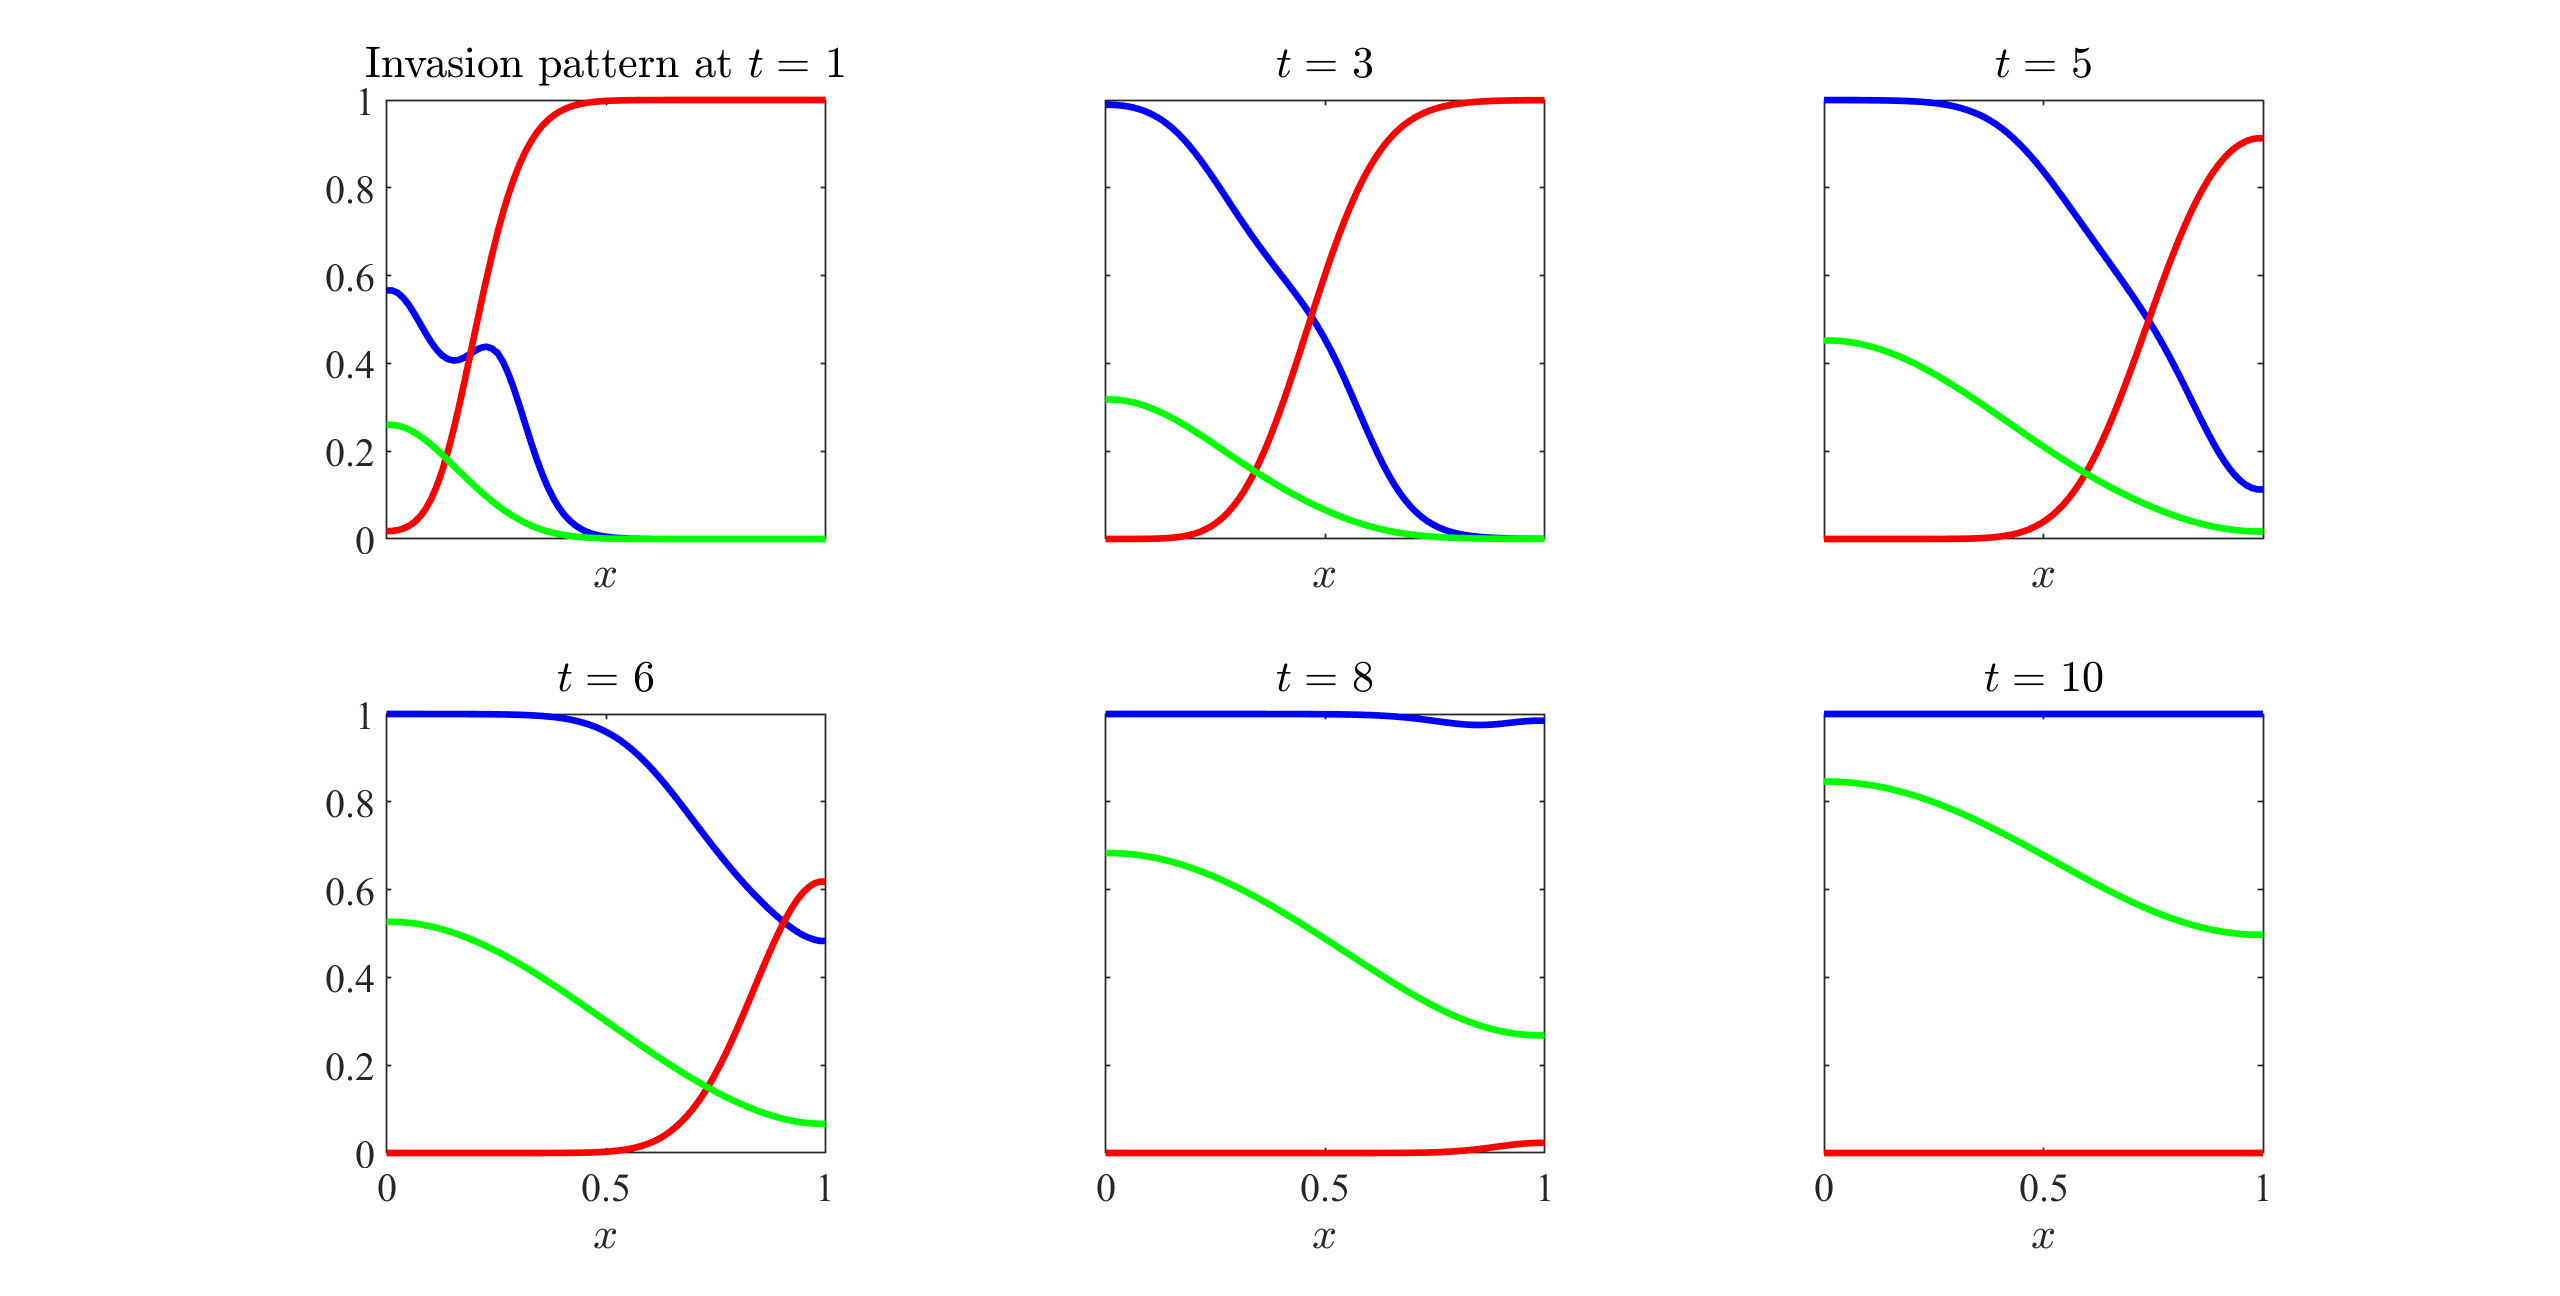 Invasion pattern at t = 1
t = 3
t = 5
1
0.8
0.6
0.4
0.2
0
x
x
x
t = 6
t = 8
t = 10
1
0.8
0.6
0.4
0.2
0
0 0.5 1
0 0.5 1
0 0.5 1
x
x
x